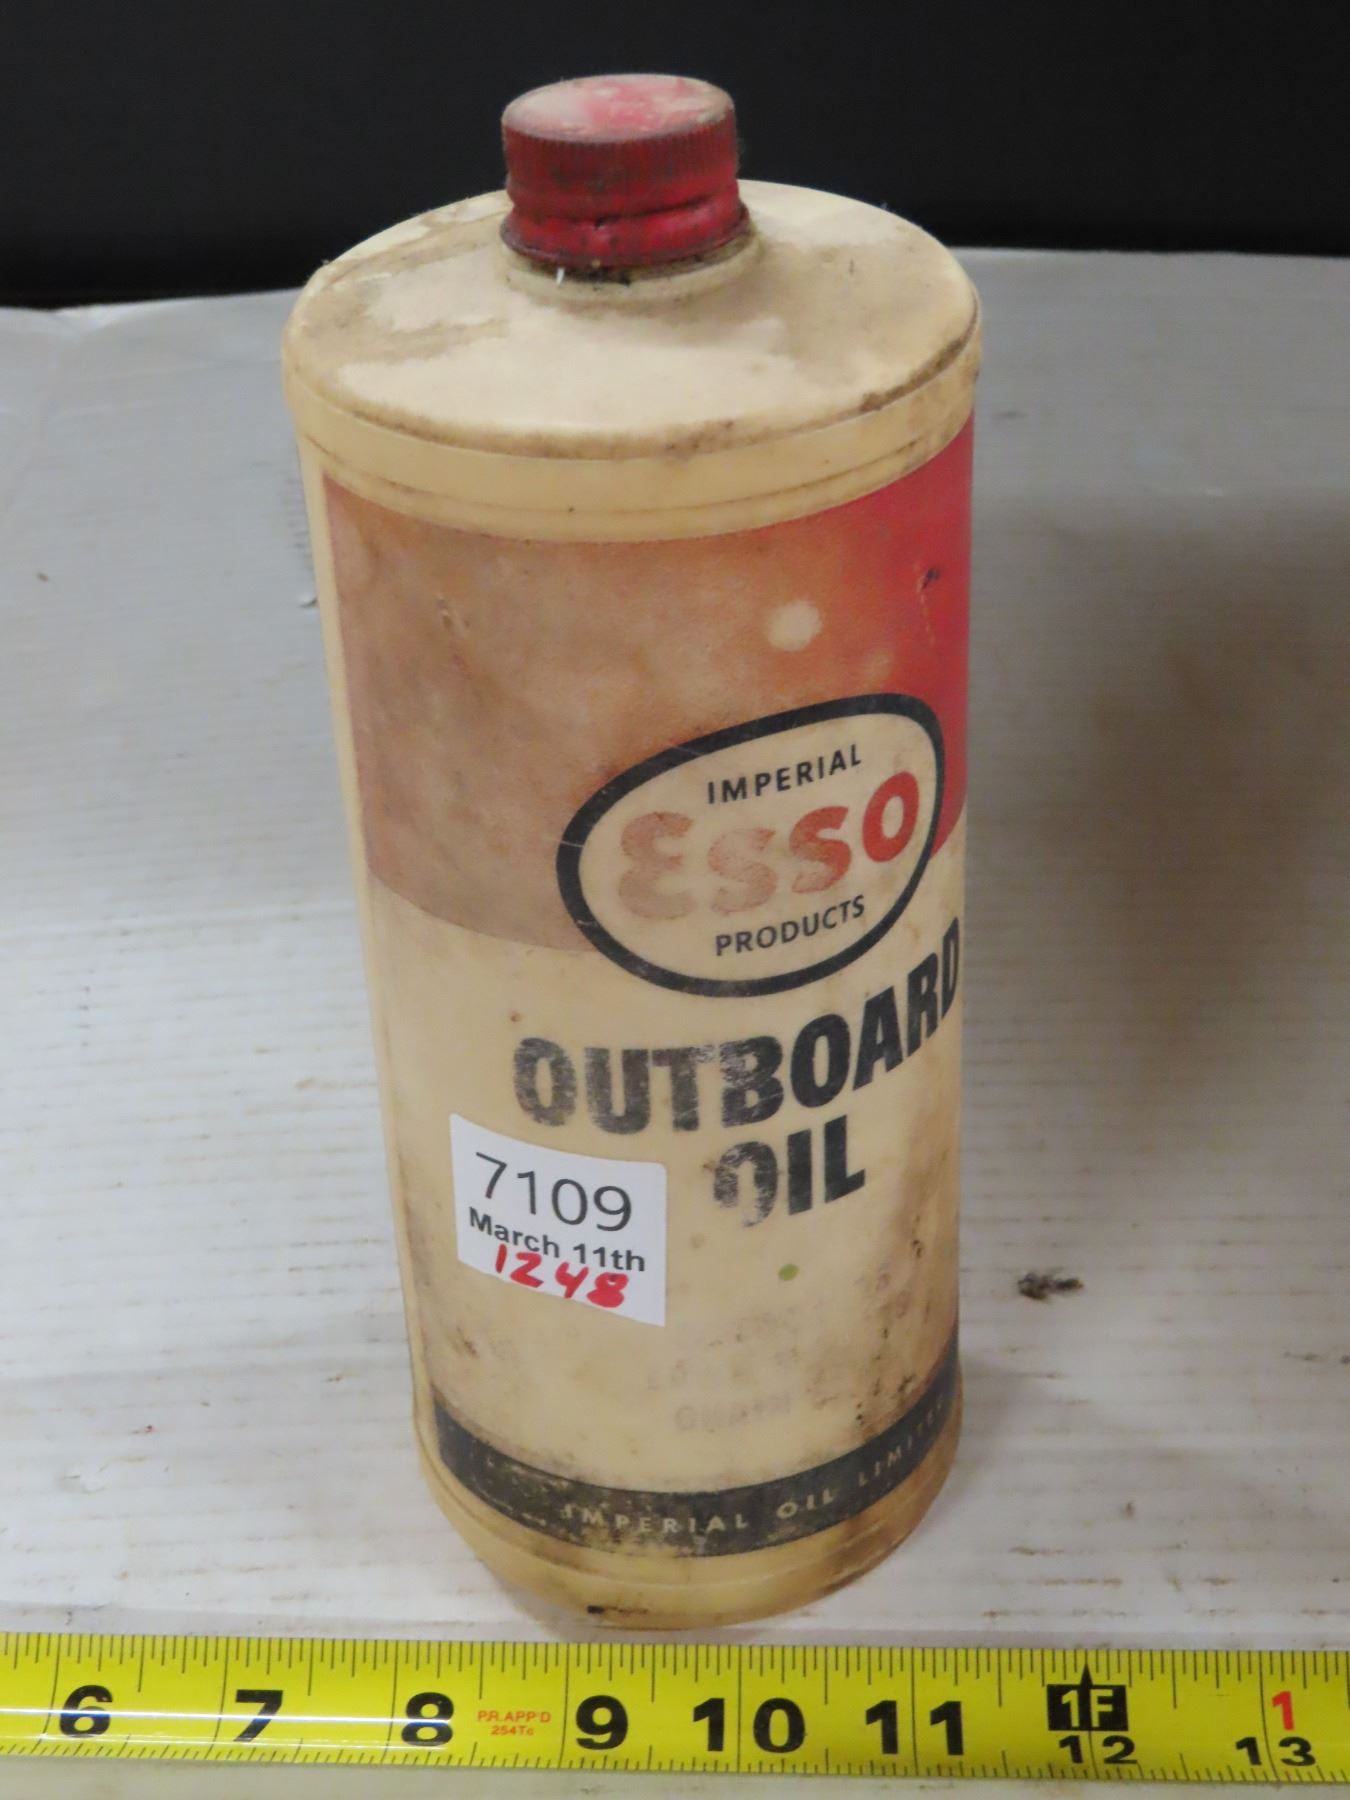 IMPERIAL
Esso
PRODUCTS
OUTBOARD
OIL
7109
March 11th
1248
IMPERIAL OIL LIMITED
6 7 8 PR.APP'D 9 10 11 1F 1
254Tc 12 13